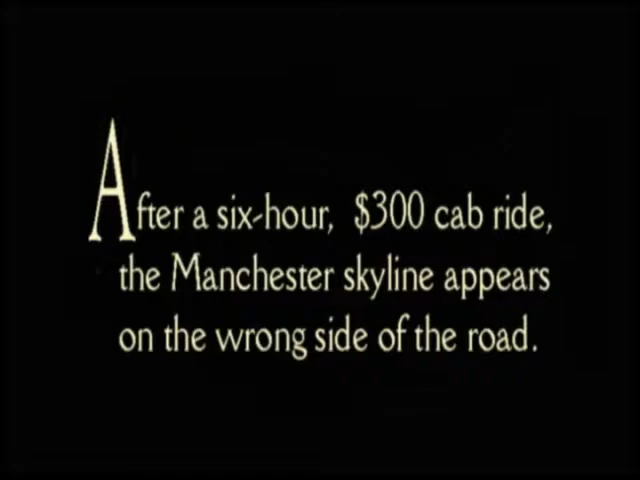 After a six-hour, $300 cab ride,
the Manchester skyline appears
on the wrong side of the road.